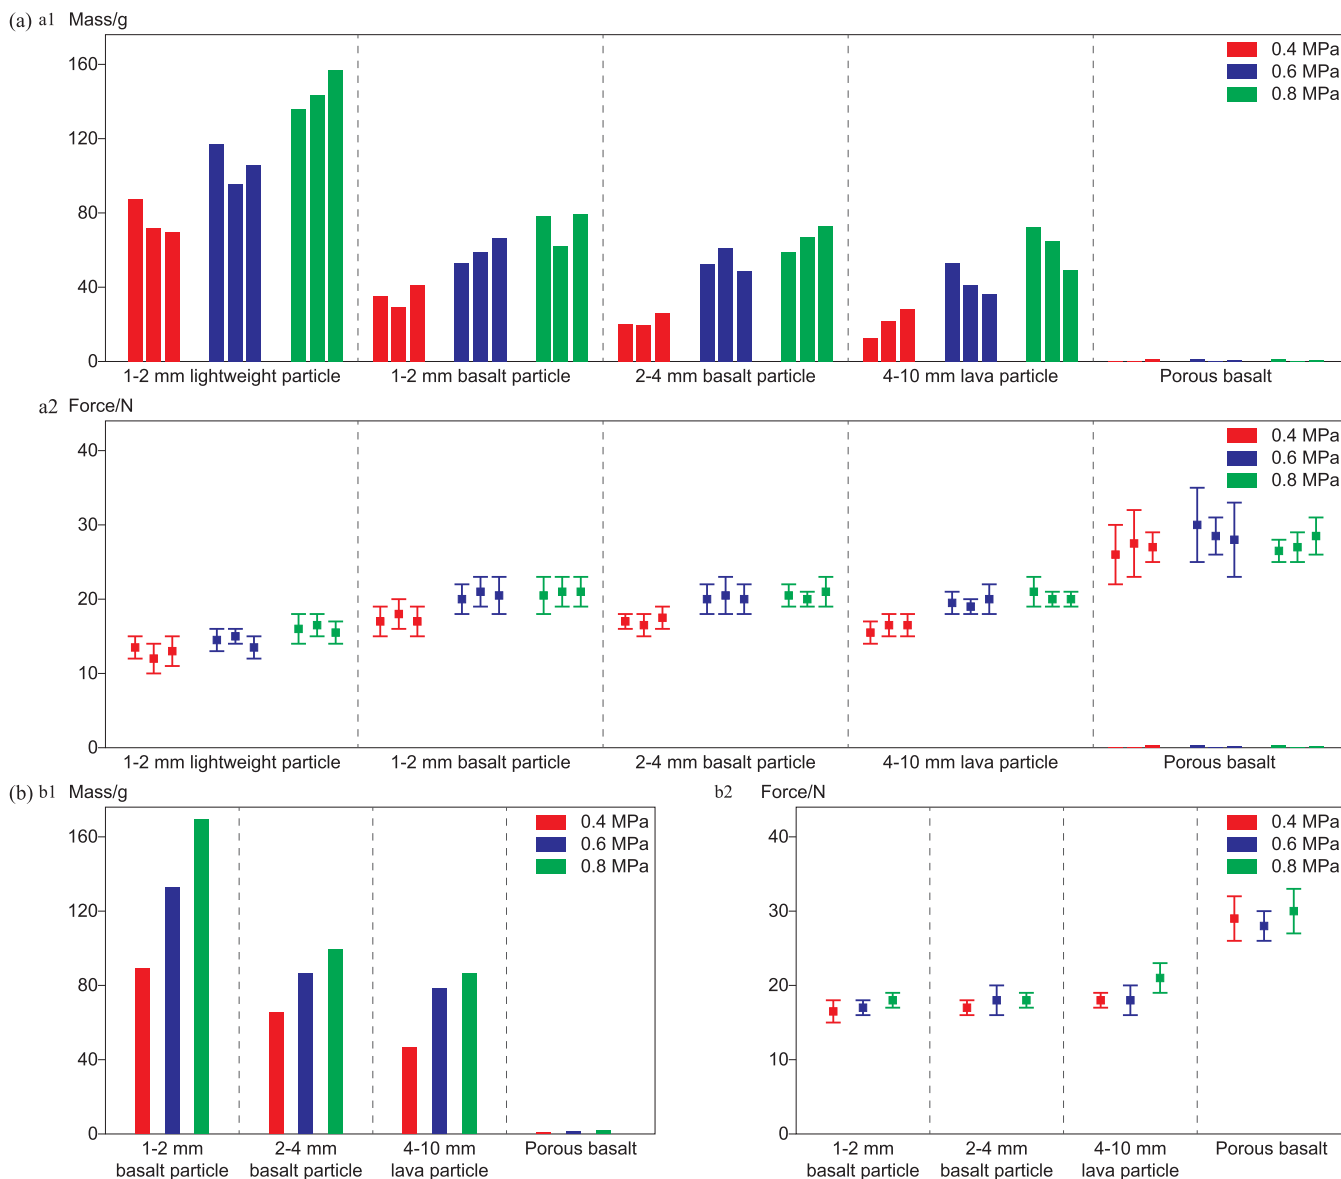 (a) a1 Mass/g
0.4 MPa
0.6 MPa
0.8 MPa
160
120
80
40
0
1-2 mm lightweight particle 1-2 mm basalt particle 2-4 mm basalt particle 4-10 mm lava particle Porous basalt
a2 Force/N
0.4 MPa
0.6 MPa
0.8 MPa
40
30
20
10
0
1-2 mm lightweight particle 1-2 mm basalt particle 2-4 mm basalt particle 4-10 mm lava particle Porous basalt
(b) b1 Mass/g
0.4 MPa
0.6 MPa
0.8 MPa
160
120
80
40
0
1-2 mm 2-4 mm 4-10 mm Porous basalt
basalt particle basalt particle lava particle
b2 Force/N
0.4 MPa
0.6 MPa
0.8 MPa
40
30
20
10
0
1-2 mm 2-4 mm 4-10 mm Porous basalt
basalt particle basalt particle lava particle